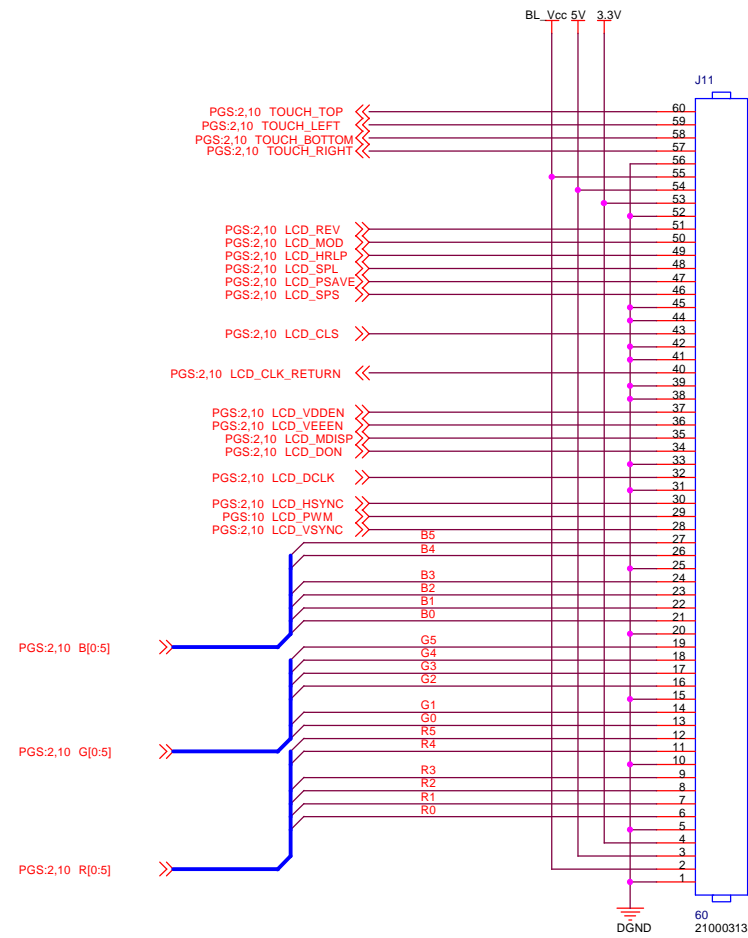 BL_Vcc 5V 3.3V
J11
PGS:2,10 TOUCH_TOP 60
PGS:2,10 TOUCH_LEFT 59
PGS:2,10 TOUCH_BOTTOM 58
PGS:2,10 TOUCH_RIGHT 57
56
55
54
53
52
PGS:2,10 LCD_REV 51
PGS:2,10 LCD_MOD 50
PGS:2,10 LCD_HRLP 49
PGS:2,10 LCD_SPL 48
PGS:2,10 LCD_PSAVE 47
PGS:2,10 LCD_SPS 46
45
44
PGS:2,10 LCD_CLS 43
42
41
PGS:2,10 LCD_CLK_RETURN 40
39
38
PGS:2,10 LCD_VDDEN 37
PGS:2,10 LCD_VEEEN 36
PGS:2,10 LCD_MDISP 35
PGS:2,10 LCD_DON 34
33
PGS:2,10 LCD_DCLK 32
31
PGS:2,10 LCD_HSYNC 30
PGS:10 LCD_PWM 29
PGS:2,10 LCD_VSYNC 28
B5 27
B4 26
25
B3 24
B2 23
B1 22
B0 21
20
PGS:2,10 B[0:5]
G5 19
G4 18
G3 17
G2 16
15
G1 14
G0 13
R5 12
PGS:2,10 G[0:5]
R4 11
10
R3 9
R2 8
R1 7
R0 6
5
4
3
PGS:2,10 R[0:5]
2
1
60
DGND 21000313